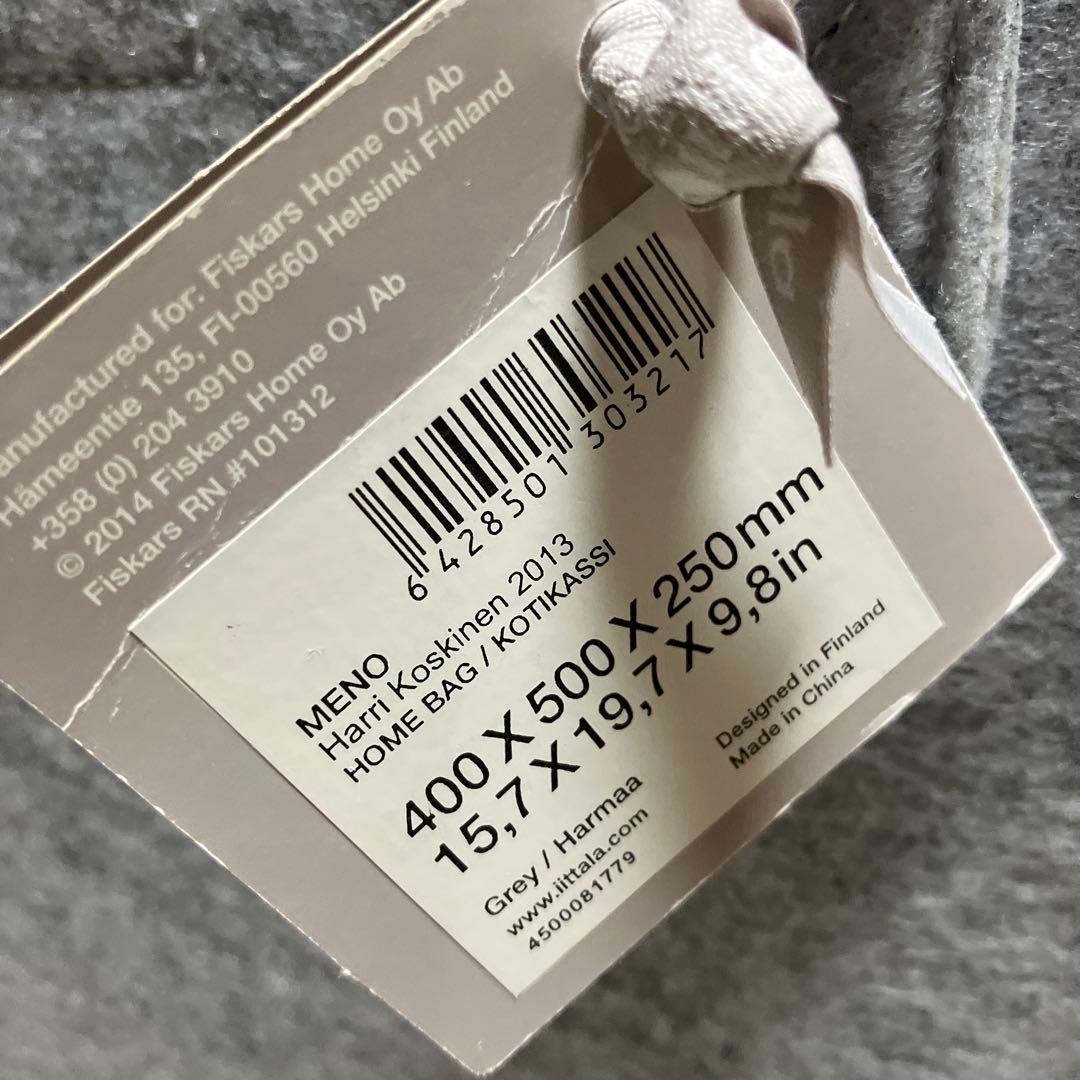 anufactured for: Fiskars Home Oy Ab
Hämeentie 135, FI-00560 Helsinki Finland
+358 (0) 204 3910
© 2014 Fiskars Home Oy Ab
Fiskars RN #101312
6 428501 303217
MENO
Harri Koskinen 2013
HOME BAG / KOTIKASSI
400 X 500 X 250mm
15,7 X 19,7 X 9,8in
Grey / Harmaa
www.iittala.com
4500081779
Designed in Finland
Made in China